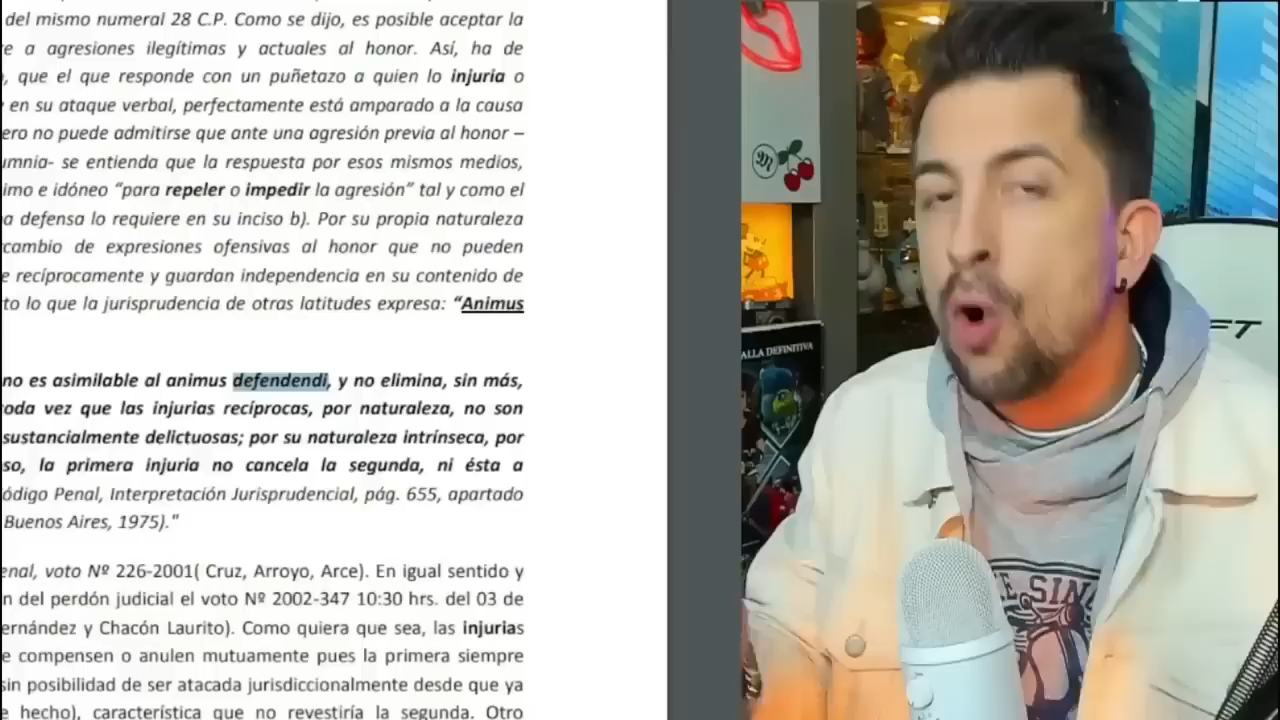 del mismo numeral 28 C.P. Como se dijo, es posible aceptar la
e a agresiones ilegítimas y actuales al honor. Así, ha de
, que el que responde con un puñetazo a quien lo injuria o
en su ataque verbal, perfectamente está amparado a la causa
ero no puede admitirse que ante una agresión previa al honor –
umnia- se entienda que la respuesta por esos mismos medios,
imo e idóneo “para repeler o impedir la agresión” tal y como el
a defensa lo requiere en su inciso b). Por su propia naturaleza
cambio de expresiones ofensivas al honor que no pueden
e recíprocamente y guardan independencia en su contenido de
to lo que la jurisprudencia de otras latitudes expresa: “Animus
no es asimilable al animus defendendi, y no elimina, sin más,
oda vez que las injurias recíprocas, por naturaleza, no son
sustancialmente delictuosas; por su naturaleza intrínseca, por
so, la primera injuria no cancela la segunda, ni ésta a
ódigo Penal, Interpretación Jurisprudencial, pág. 655, apartado
Buenos Aires, 1975)."
enal, voto Nº 226-2001( Cruz, Arroyo, Arce). En igual sentido y
n del perdón judicial el voto Nº 2002-347 10:30 hrs. del 03 de
ernández y Chacón Laurito). Como quiera que sea, las injurias
e compensen o anulen mutuamente pues la primera siempre
sin posibilidad de ser atacada jurisdiccionalmente desde que ya
e hecho), característica que no revestiría la segunda. Otro
ALLA DEFINITIVA
FT
E SIN